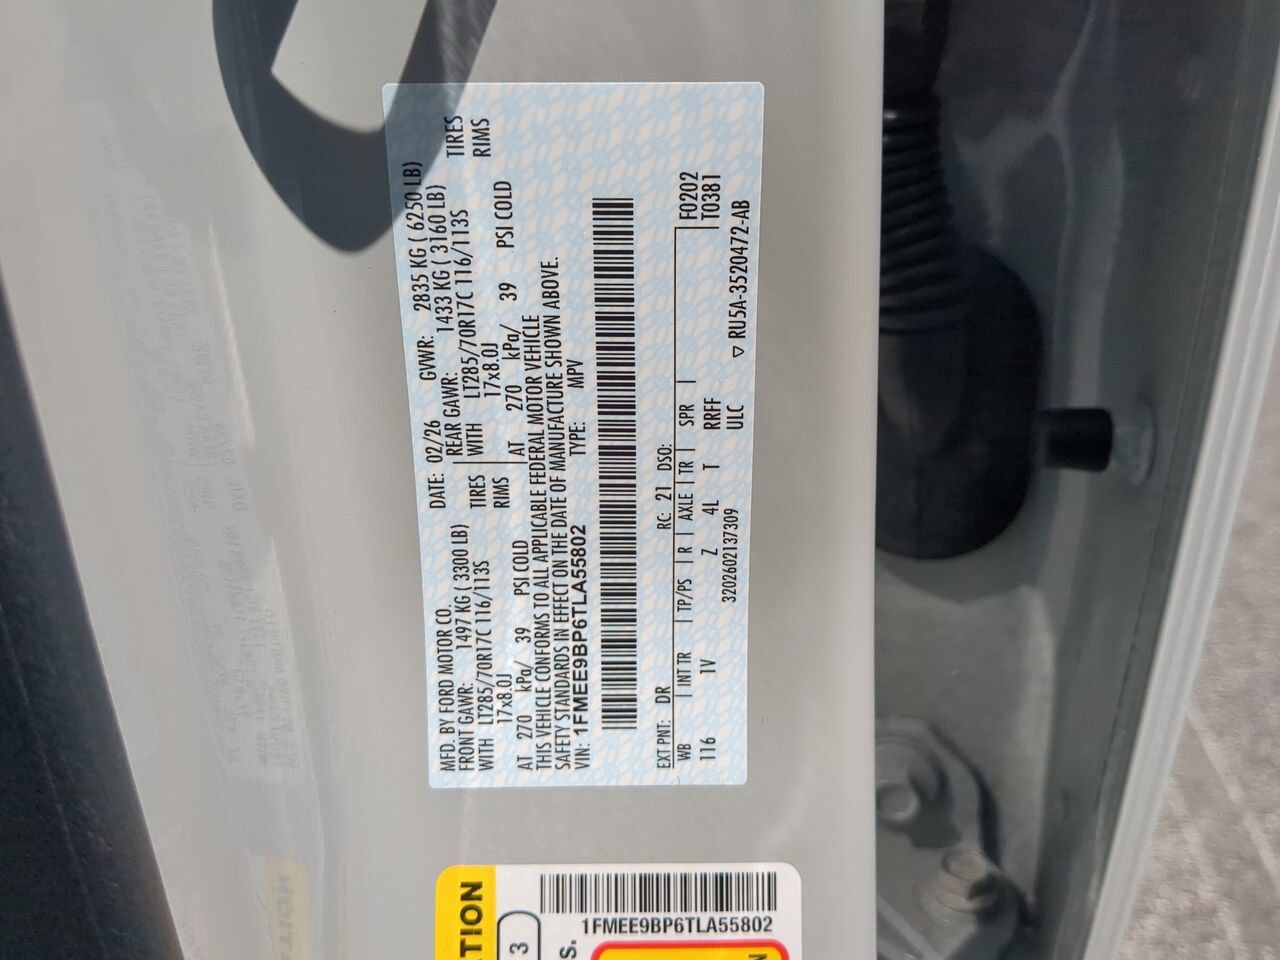 MFD. BY FORD MOTOR CO. DATE: 02/26 GVWR: 2835 KG ( 6250 LB)
FRONT GAWR: 1497 KG ( 3300 LB) REAR GAWR: 1433 KG ( 3160 LB)
WITH LT285/70R17C 116/113S TIRES WITH LT285/70R17C 116/113S TIRES
17x8.0J RIMS 17x8.0J RIMS
AT 270 kPa/ 39 PSI COLD AT 270 kPa/ 39 PSI COLD
THIS VEHICLE CONFORMS TO ALL APPLICABLE FEDERAL MOTOR VEHICLE
SAFETY STANDARDS IN EFFECT ON THE DATE OF MANUFACTURE SHOWN ABOVE.
VIN: 1FMEE9BP6TLA55802 TYPE: MPV
EXT PNT: DR RC: 21 DSO:
WB INT TR TP/PS R AXLE TR SPR F0202
116 1V Z 4L T RRFF T0381
ULC
3202602137309 ▽ RU5A-3520472-AB
TION
3
S.
1FMEE9BP6TLA55802
N